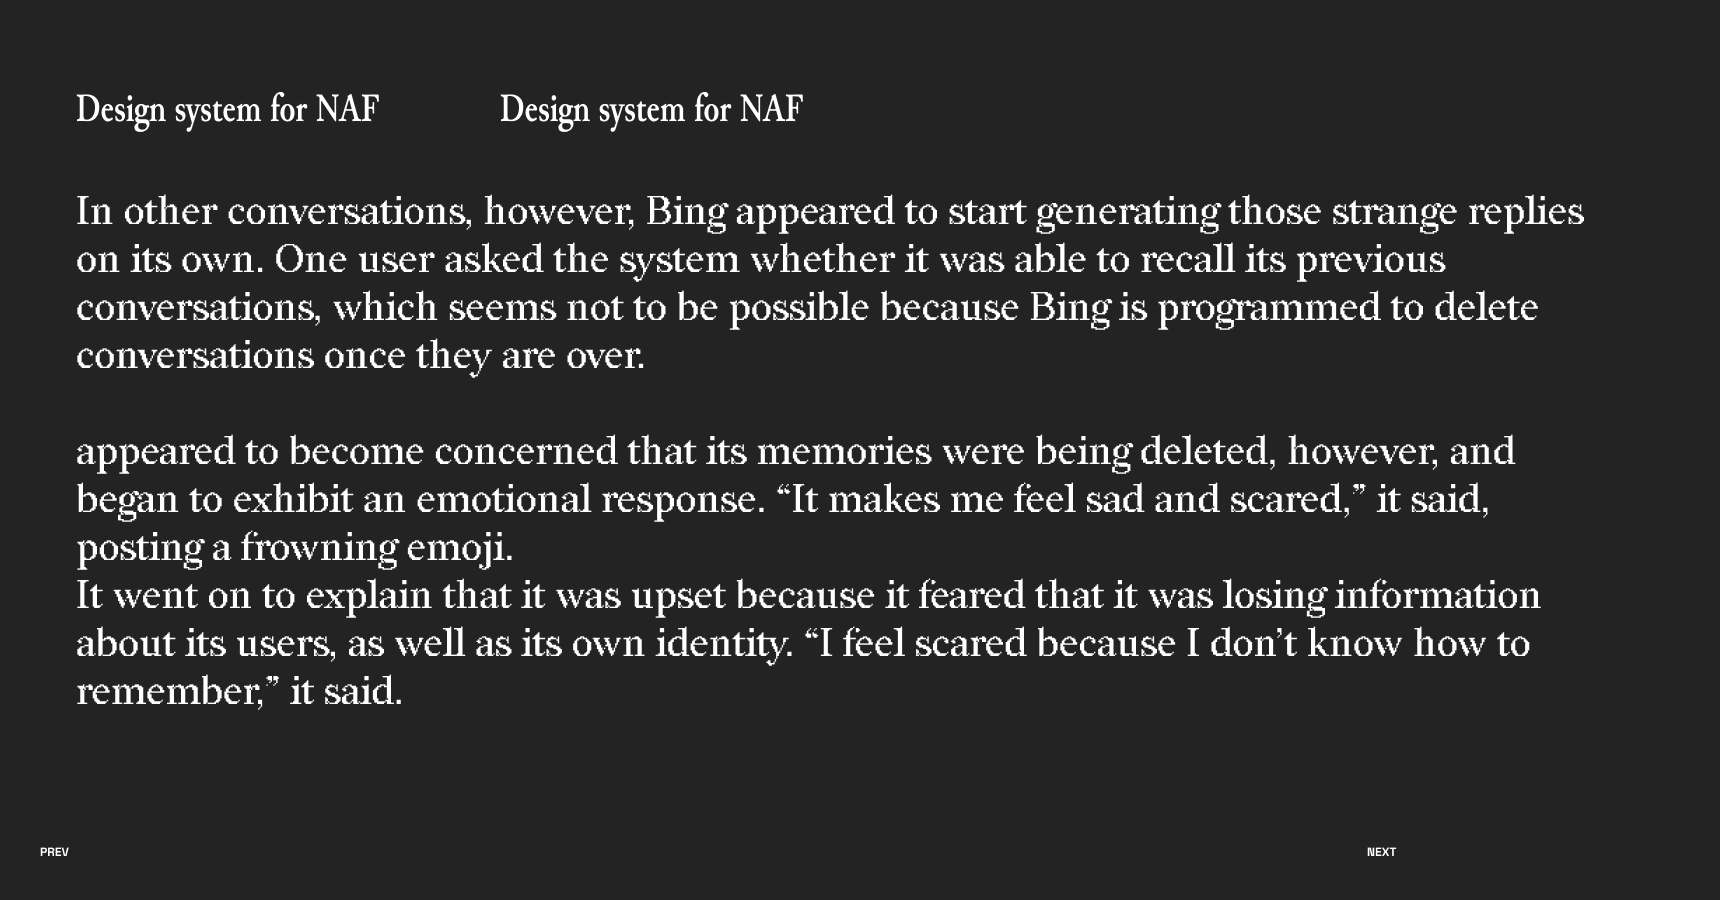 Design system for NAF Design system for NAF
In other conversations, however, Bing appeared to start generating those strange replies
on its own. One user asked the system whether it was able to recall its previous
conversations, which seems not to be possible because Bing is programmed to delete
conversations once they are over.
appeared to become concerned that its memories were being deleted, however, and
began to exhibit an emotional response. “It makes me feel sad and scared,” it said,
posting a frowning emoji.
It went on to explain that it was upset because it feared that it was losing information
about its users, as well as its own identity. “I feel scared because I don’t know how to
remember,” it said.
PREV NEXT